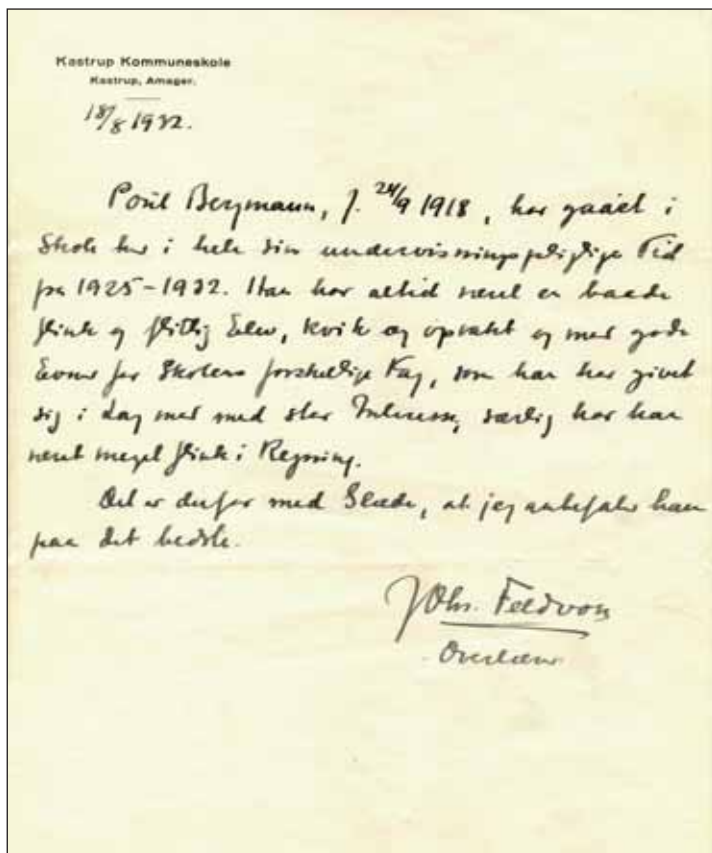 Kastrup Kommuneskole
Kastrup, Amager.
18/8 1932.
Poul Bergmann, f. 24/9 1918, har gaaet i
Skole her i hele sin undervisningspligtige Tid
fra 1925-1932. Han har altid været en baade
flink og flittig Elev, kvik og opvakt og med gode
Evner for Skolens forskellige Fag, som han har givet
sig i Lag med med stor Interesse, særlig har han
været meget flink i Regning.
Det er derfor med Glæde, at jeg anbefaler ham
paa det bedste.
Overlærer